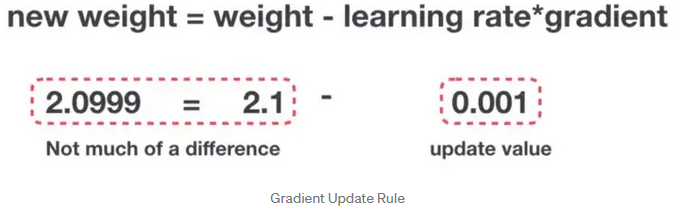 new weight = weight - learning rate*gradient
2.0999 = 2.1 - 0.001
Not much of a difference update value
Gradient Update Rule